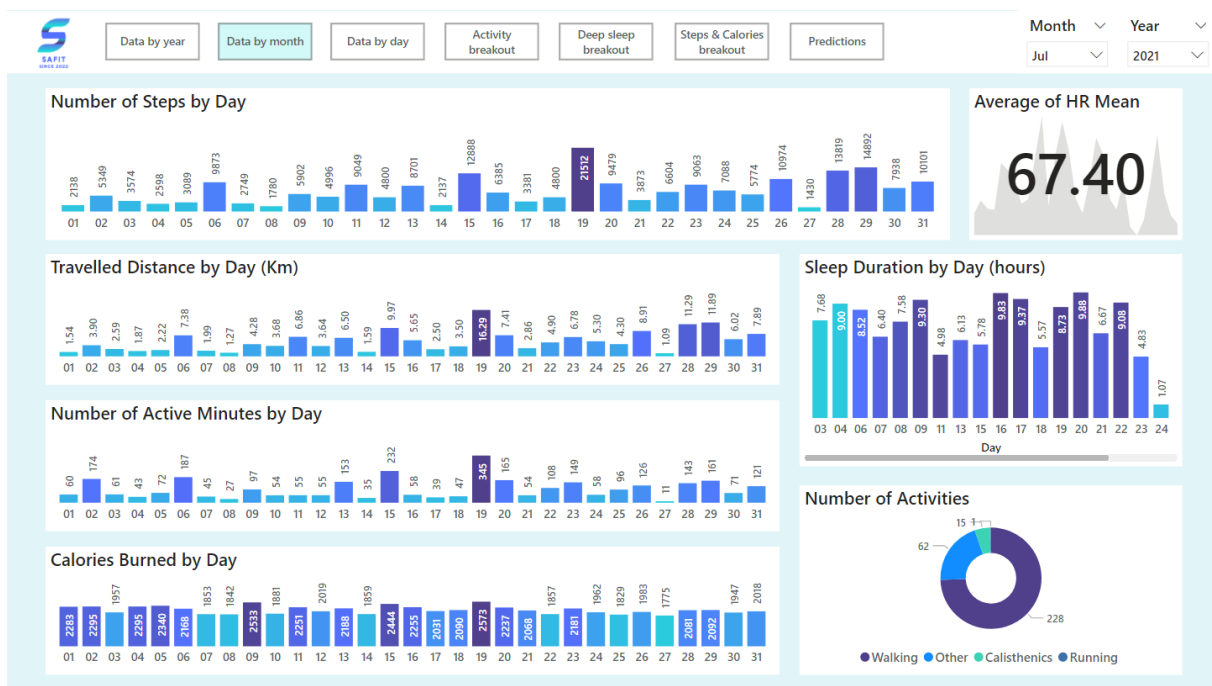 SAFIT
SINCE 2022
Data by year
Data by month
Data by day
Activity breakout
Deep sleep breakout
Steps & Calories breakout
Predictions
Month
Year
Jul
2021
Number of Steps by Day
2138 5349 3574 2598 3089 9873 2749 1780 5902 4996 9049 4800 8701 2137 12888 6385 3381 4800 21512 9479 3873 6604 9063 7088 5774 10974 1430 13819 14892 7938 10101
01 02 03 04 05 06 07 08 09 10 11 12 13 14 15 16 17 18 19 20 21 22 23 24 25 26 27 28 29 30 31
Average of HR Mean
67.40
Travelled Distance by Day (Km)
1.54 3.90 2.59 1.87 2.22 7.38 1.99 1.27 4.28 3.68 6.86 3.64 6.50 1.59 9.97 5.65 2.50 3.50 16.29 7.41 2.86 4.90 6.78 5.30 4.30 8.91 1.09 11.29 11.89 6.02 7.89
01 02 03 04 05 06 07 08 09 10 11 12 13 14 15 16 17 18 19 20 21 22 23 24 25 26 27 28 29 30 31
Sleep Duration by Day (hours)
7.68 9.00 8.52 6.40 7.58 9.30 4.98 6.13 5.78 9.83 9.37 5.57 8.73 9.88 6.67 9.08 4.83 1.07
03 04 06 07 08 09 11 13 15 16 17 18 19 20 21 22 23 24
Day
Number of Active Minutes by Day
60 174 61 43 72 187 45 27 97 54 55 55 153 35 232 58 39 47 345 165 54 108 149 58 96 126 11 143 161 71 121
01 02 03 04 05 06 07 08 09 10 11 12 13 14 15 16 17 18 19 20 21 22 23 24 25 26 27 28 29 30 31
Calories Burned by Day
2283 2295 1957 2295 2340 2168 1853 1842 2533 1881 2251 2019 2188 1859 2444 2255 2031 2090 2573 2237 2068 1857 2181 1962 1829 1983 1775 2081 2092 1947 2018
01 02 03 04 05 06 07 08 09 10 11 12 13 14 15 16 17 18 19 20 21 22 23 24 25 26 27 28 29 30 31
Number of Activities
15 1
62
228
Walking Other Calisthenics Running